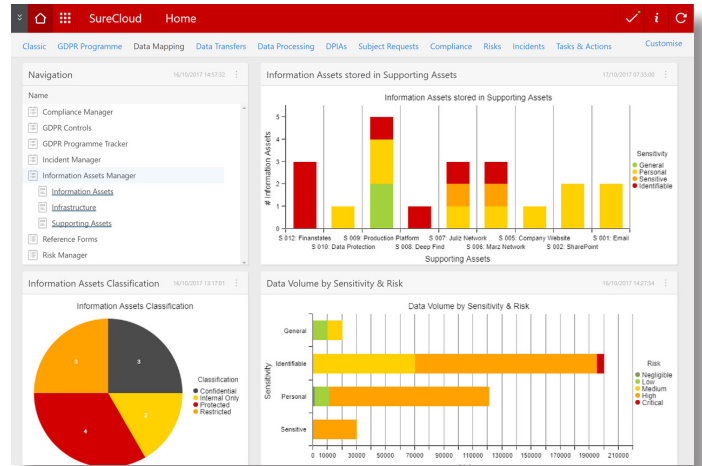 SureCloud Home
Classic GDPR Programme Data Mapping Data Transfers Data Processing DPIAs Subject Requests Compliance Risks Incidents Tasks & Actions Customise
Navigation 16/10/2017 14:57:32
Name
Compliance Manager
GDPR Controls
GDPR Programme Tracker
Incident Manager
Information Assets Manager
Information Assets
Infrastructure
Supporting Assets
Reference Forms
Risk Manager
Information Assets stored in Supporting Assets 17/10/2017 07:35:00
Information Assets stored in Supporting Assets
# Information Assets
5
4
3
2
1
0
S 012: Finanstates S 009: Production Platform S 007: Juliz Network S 005: Company Website S 001: Email
S 010: Data Protection S 008: Deep Find S 006: Marz Network S 002: SharePoint
Supporting Assets
Sensitivity
General
Personal
Sensitive
Identifiable
Information Assets Classification 16/10/2017 13:17:01
Information Assets Classification
3
3
2
4
Classification
Confidential
Internal Only
Protected
Restricted
Data Volume by Sensitivity & Risk 16/10/2017 14:37:54
Data Volume by Sensitivity & Risk
Sensitivity
General
Identifiable
Personal
Sensitive
0 10000 30000 50000 70000 90000 110000 130000 150000 170000 190000 210000
Risk
Negligible
Low
Medium
High
Critical